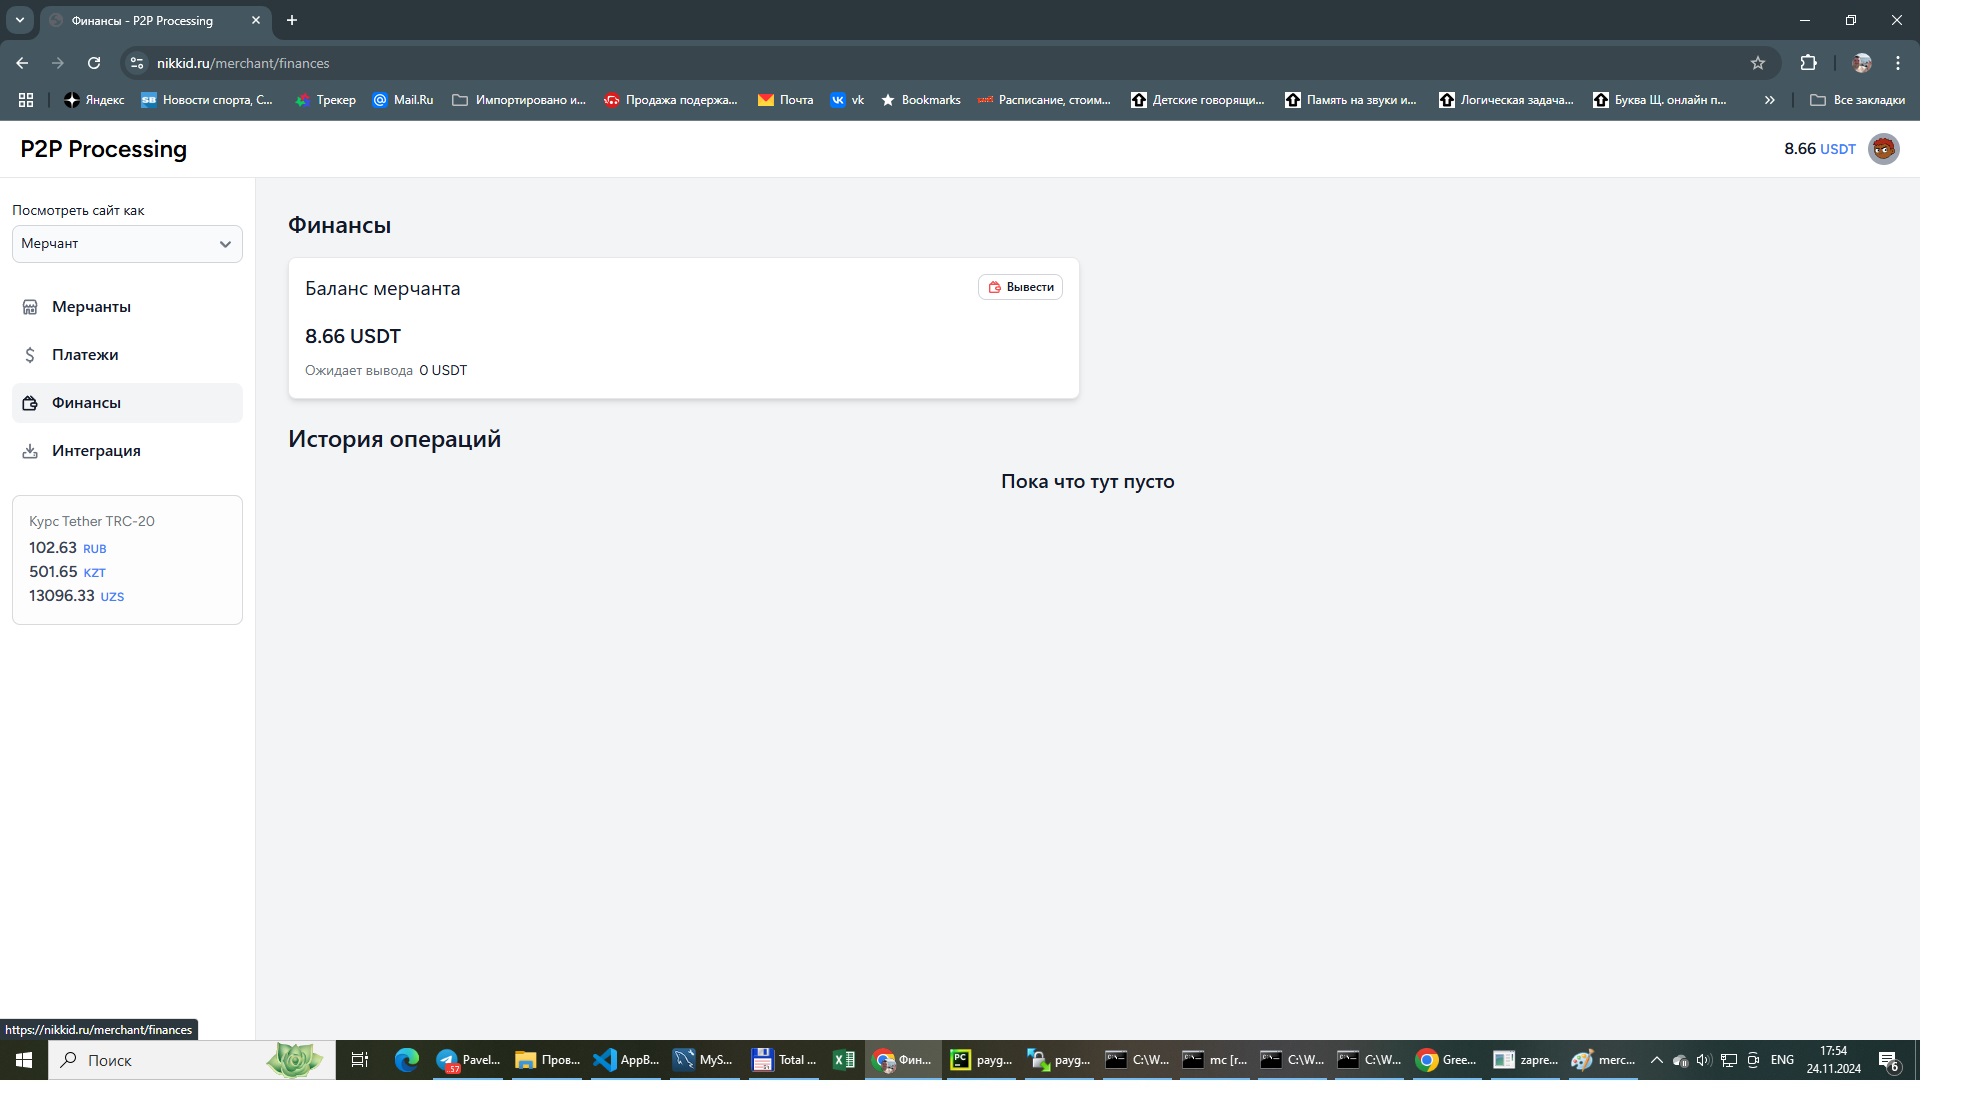 Финансы - P2P Processing
nikkid.ru/merchant/finances
Яндекс
Новости спорта, С...
Трекер
Mail.Ru
Импортировано и...
Продажа подержа...
Почта
vk
Bookmarks
Расписание, стоим...
Детские говорящи...
Память на звуки и...
Логическая задача...
Буква Щ. онлайн п...
Все закладки
P2P Processing
8.66 USDT
Посмотреть сайт как
Мерчант
Мерчанты
Платежи
Финансы
Интеграция
Курс Tether TRC-20
102.63 RUB
501.65 KZT
13096.33 UZS
Финансы
Баланс мерчанта
Вывести
8.66 USDT
Ожидает вывода 0 USDT
История операций
Пока что тут пусто
https://nikkid.ru/merchant/finances
Поиск
Pavel...
Пров...
AppB...
MyS...
Total ...
Фин...
payg...
payg...
C:\W...
mc [r...
C:\W...
C:\W...
Gree...
zapre...
merc...
ENG
17:54
24.11.2024
6